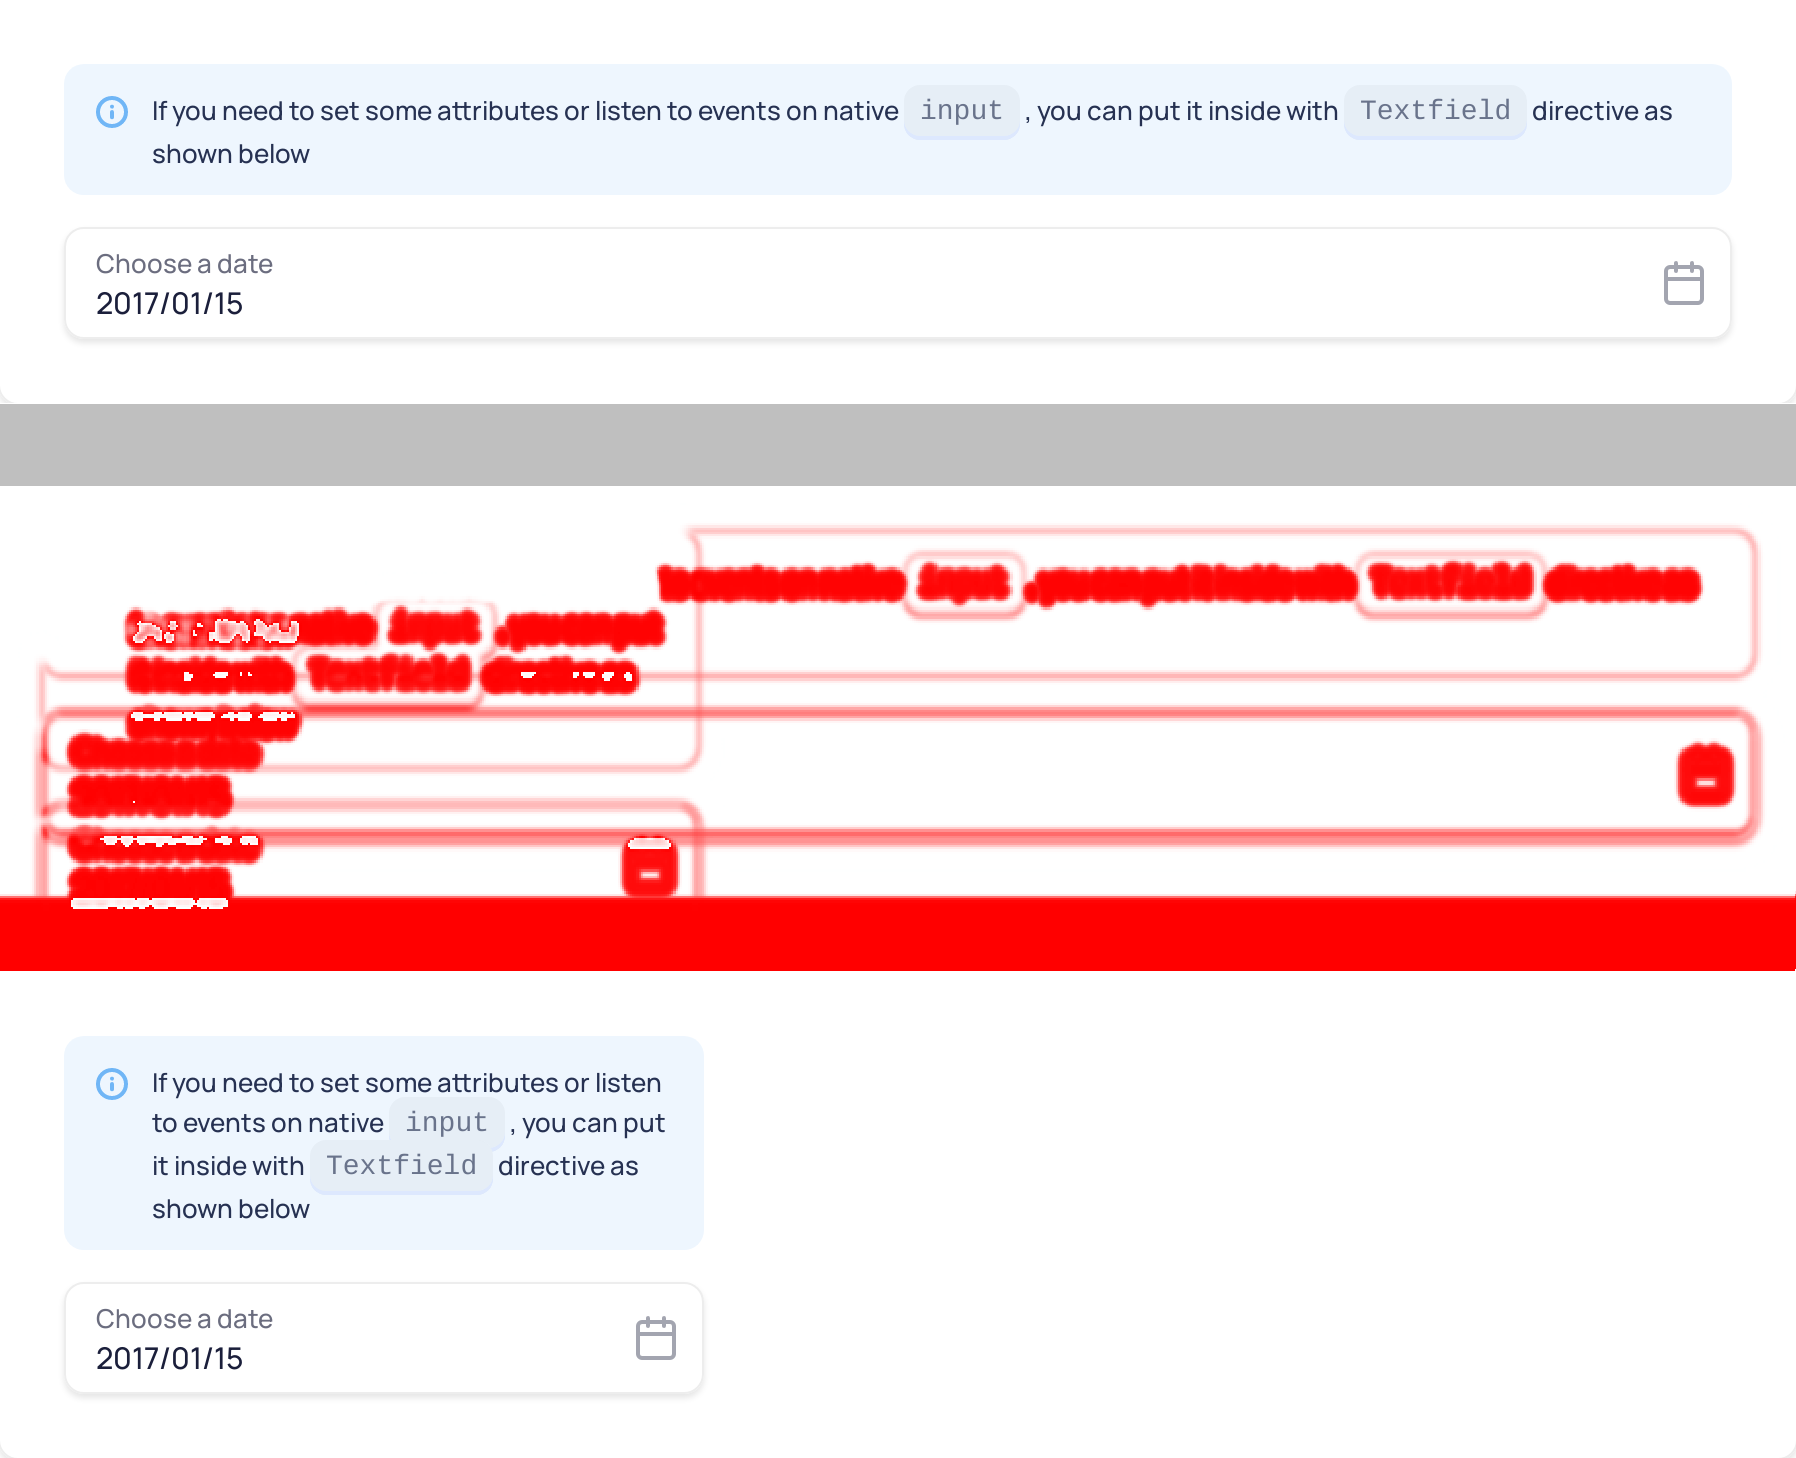 If you need to set some attributes or listen to events on native input , you can put it inside with Textfield directive as
shown below
Choose a date
2017/01/15
input
Textfield
If you need to set some attributes or listen
to events on native input , you can put
it inside with Textfield directive as
shown below
Choose a date
2017/01/15